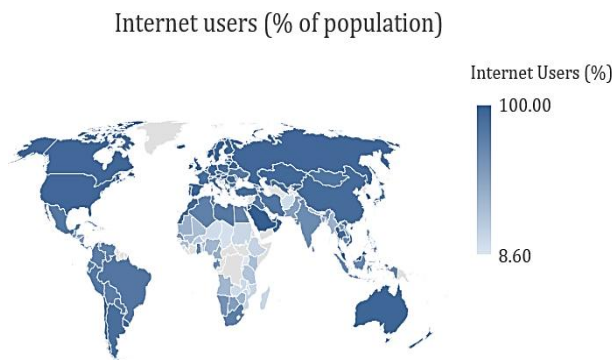 Internet users (% of population)
Internet Users (%)
100.00
8.60